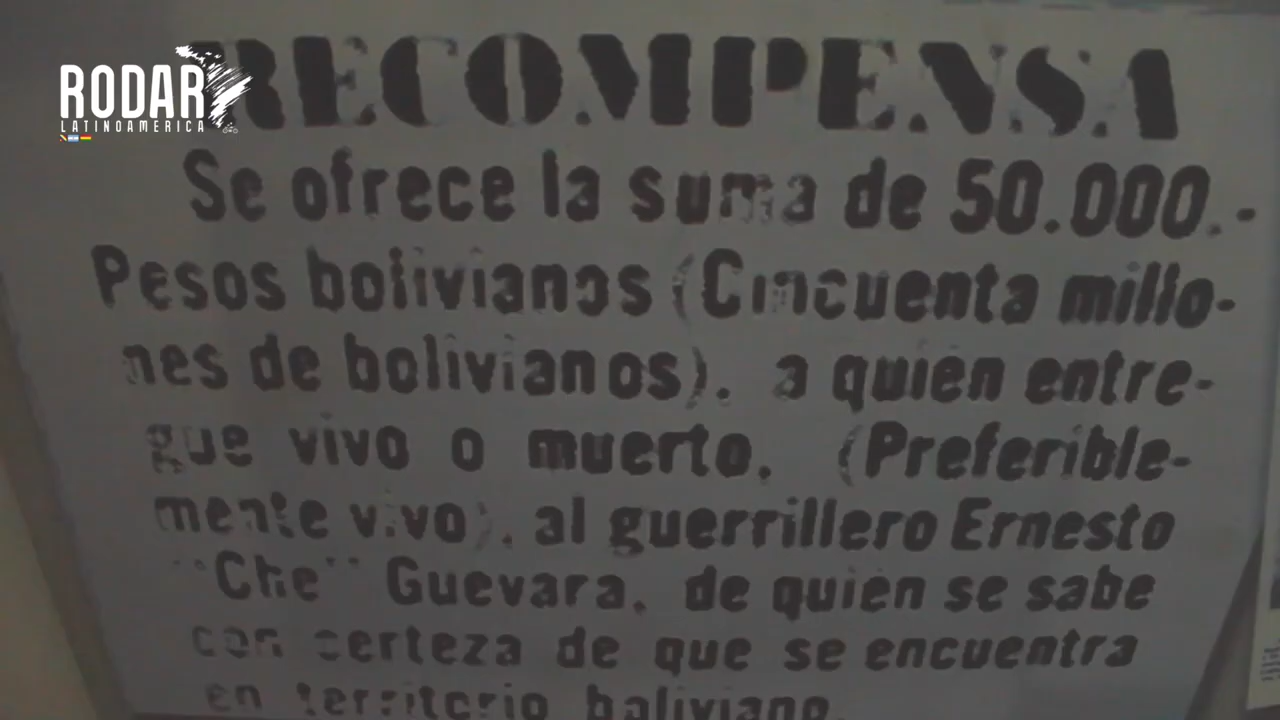 RODAR
LATINOAMERICA
RECOMPENSA
Se ofrece la suma de 50.000.-
Pesos bolivianos (Cincuenta millo-
nes de bolivianos), a quien entre-
gue vivo o muerto, (Preferible-
mente vivo), al guerrillero Ernesto
"Che" Guevara, de quien se sabe
con certeza de que se encuentra
en territorio boliviano.